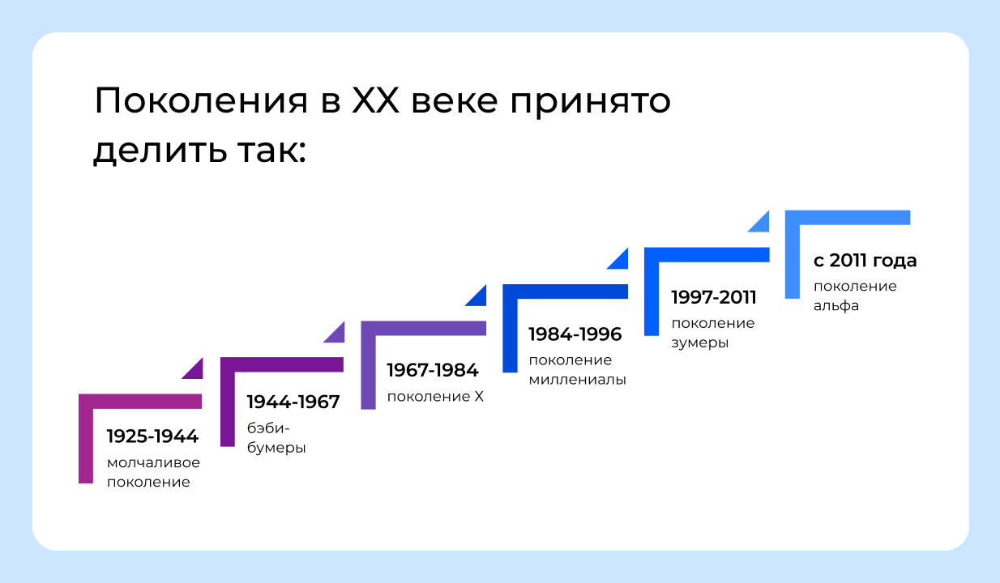 Поколения в XX веке принято
делить так:
1925-1944
молчаливое
поколение
1944-1967
бэби-
бумеры
1967-1984
поколение X
1984-1996
поколение
миллениалы
1997-2011
поколение
зумеры
с 2011 года
поколение
альфа